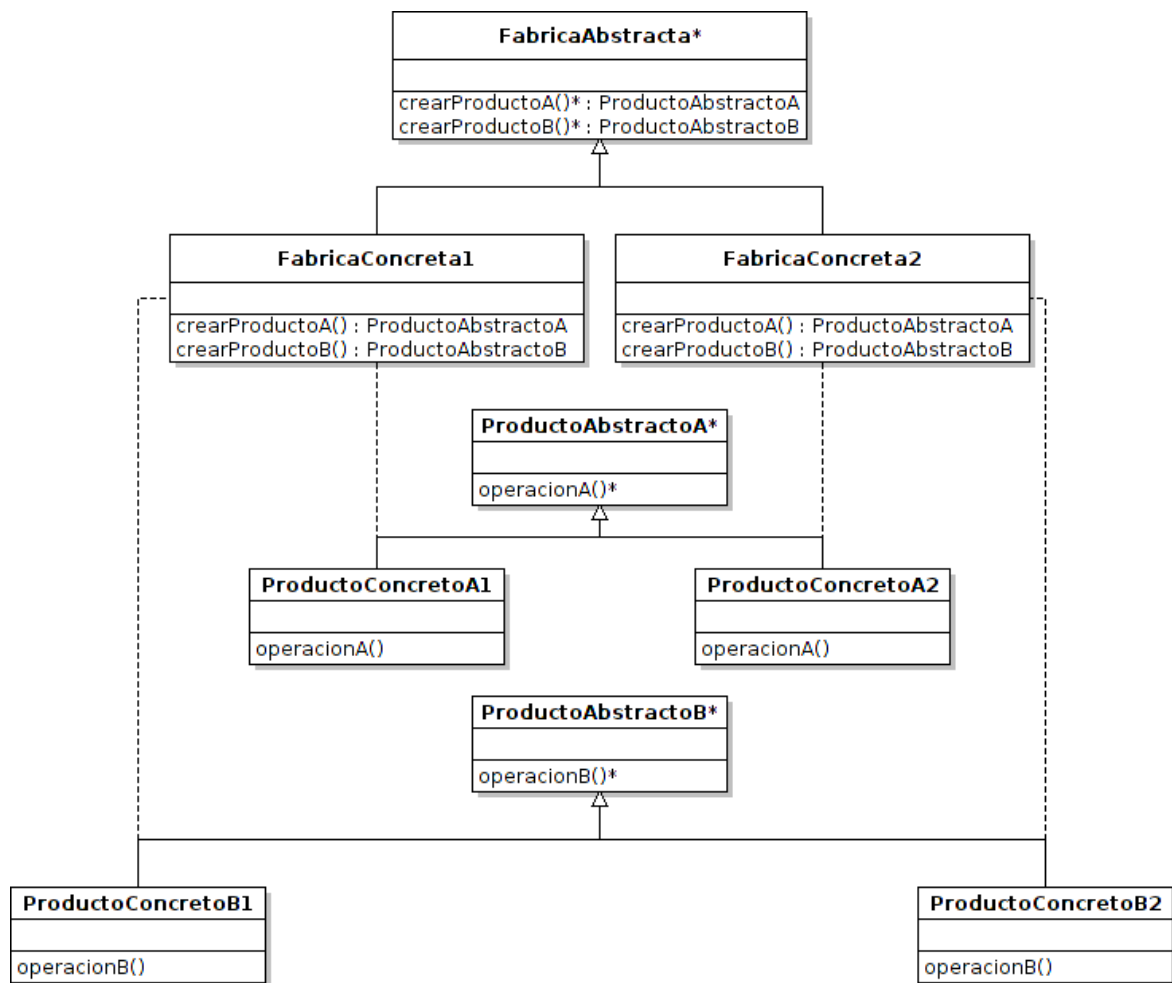 FabricaAbstracta*
crearProductoA()* : ProductoAbstractoA
crearProductoB()* : ProductoAbstractoB
FabricaConcreta1
crearProductoA() : ProductoAbstractoA
crearProductoB() : ProductoAbstractoB
FabricaConcreta2
crearProductoA() : ProductoAbstractoA
crearProductoB() : ProductoAbstractoB
ProductoAbstractoA*
operacionA()*
ProductoConcretoA1
operacionA()
ProductoConcretoA2
operacionA()
ProductoAbstractoB*
operacionB()*
ProductoConcretoB1
operacionB()
ProductoConcretoB2
operacionB()